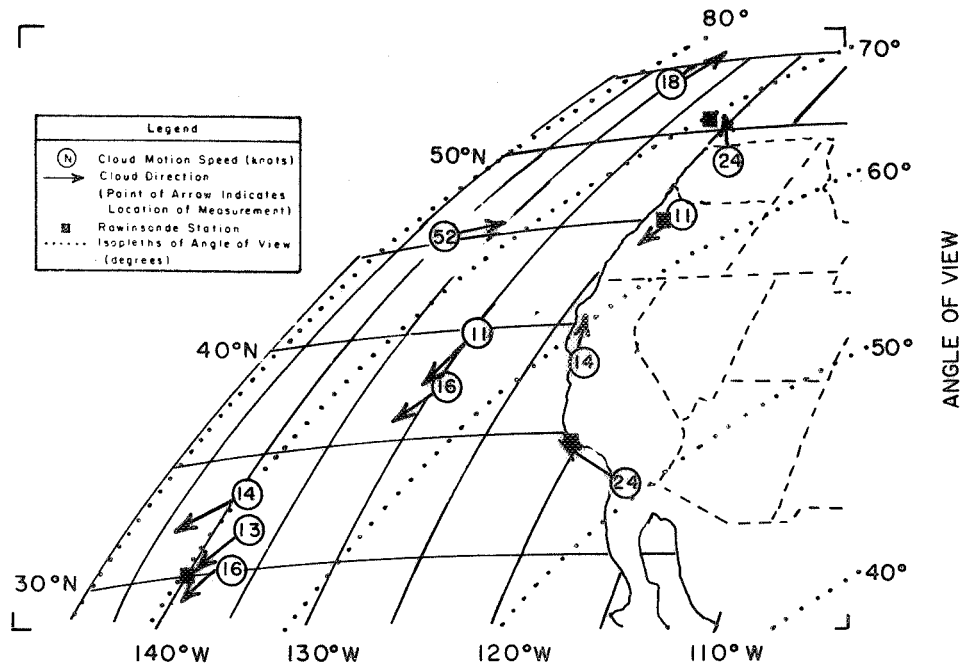 80°
70°
18
Legend
N Cloud Motion Speed (knots)
Cloud Direction
(Point of Arrow Indicates
Location of Measurement)
Rawinsonde Station
Isopleths of Angle of View
(degrees)
50°N
24
60°
11
52
ANGLE OF VIEW
40°N
11
14
50°
16
14
24
13
16
30°N
40°
140°W
130°W
120°W
110°W